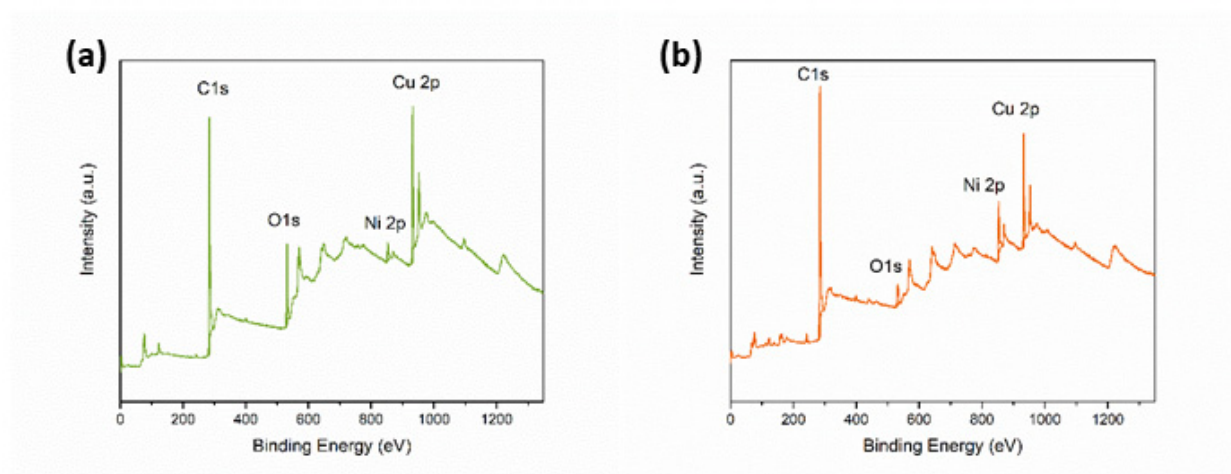 (a)
C1s
Cu 2p
O1s
Ni 2p
Intensity (a.u.)
0 200 400 600 800 1000 1200
Binding Energy (eV)
(b)
C1s
Cu 2p
Ni 2p
O1s
Intensity (a.u.)
0 200 400 600 800 1000 1200
Binding Energy (eV)